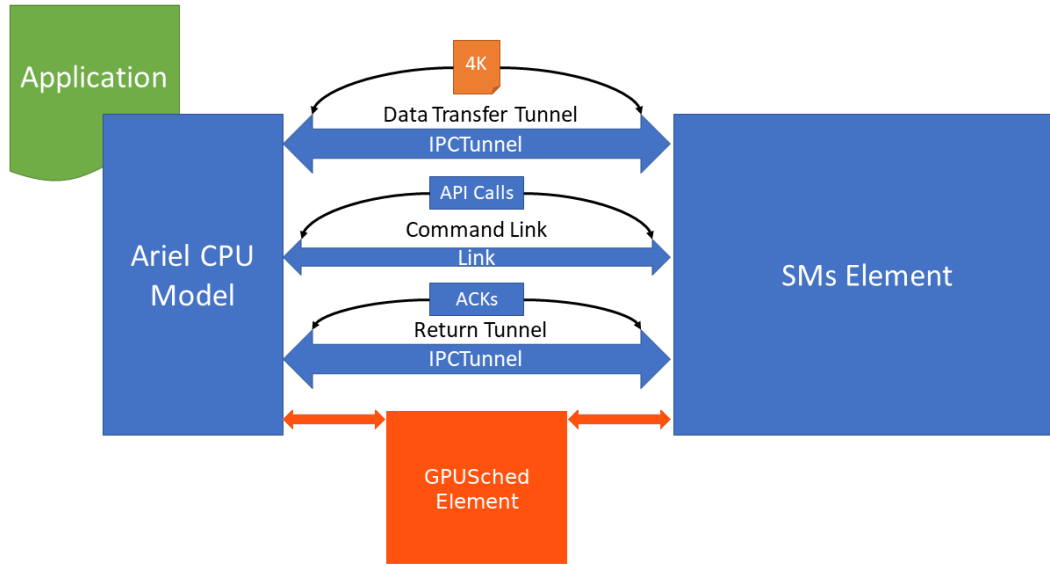 Application
4K
Data Transfer Tunnel
IPCTunnel
API Calls
Command Link
Link
Ariel CPU
Model
SMs Element
ACKs
Return Tunnel
IPCTunnel
GPUSched
Element